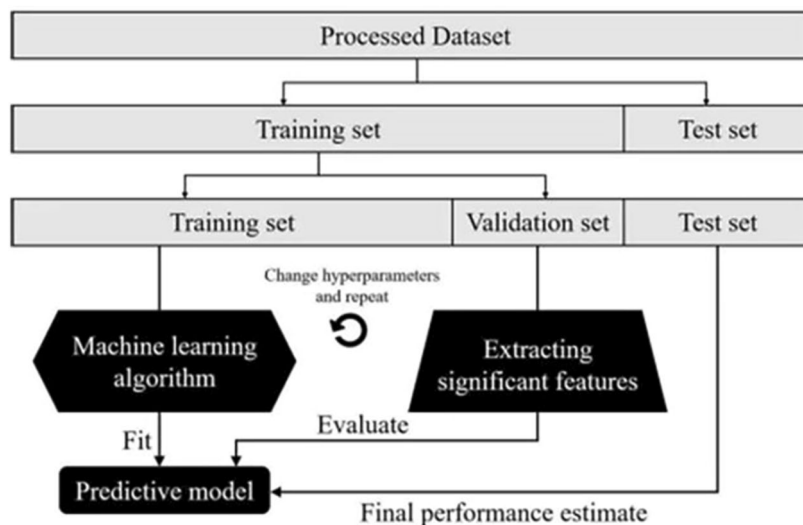 Processed Dataset
Training set
Test set
Training set
Validation set
Test set
Change hyperparameters
and repeat
Machine learning
algorithm
Extracting
significant features
Fit
Evaluate
Predictive model
Final performance estimate